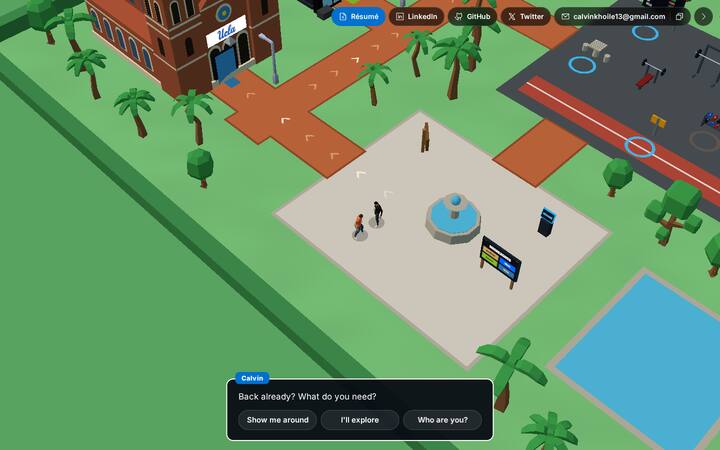 Ucla
Résumé
LinkedIn
GitHub
Twitter
calvinkhoile13@gmail.com
Calvin
Back already? What do you need?
Show me around
I'll explore
Who are you?